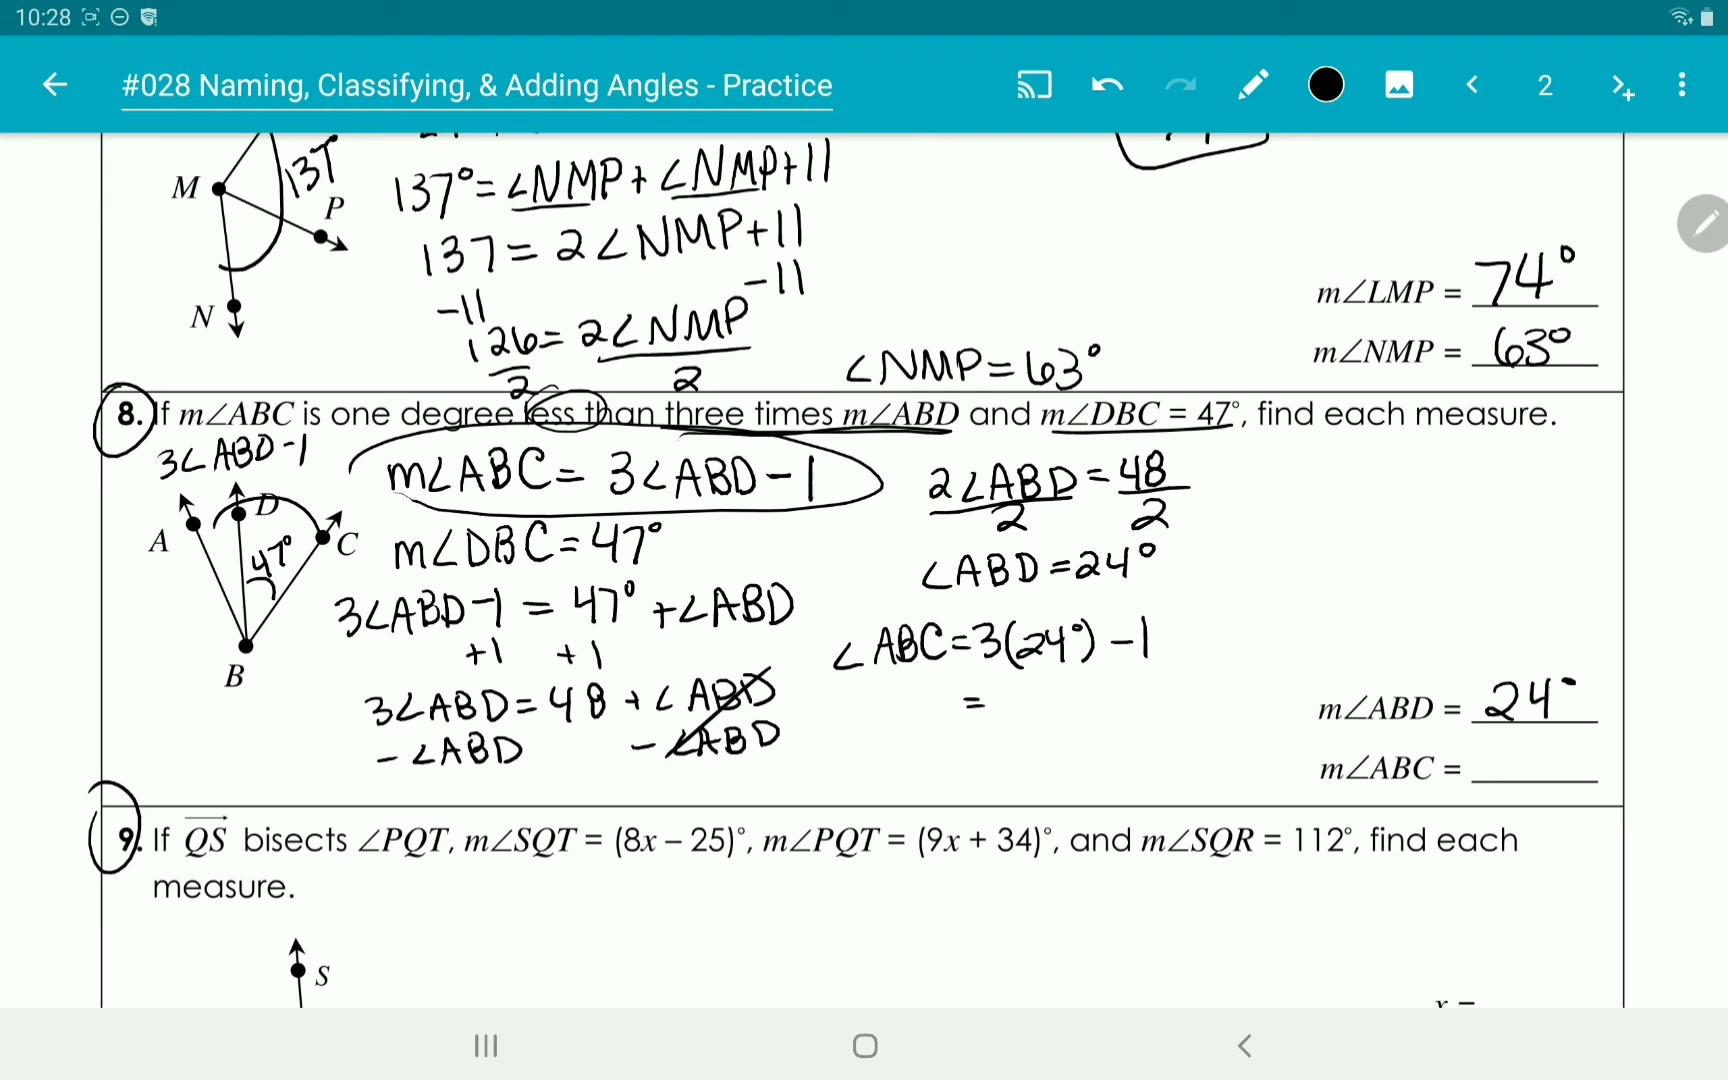 10:28
#028 Naming, Classifying, & Adding Angles - Practice
2
M
137
P
N
137° = ∠NMP + ∠NMP + 11
137 = 2∠NMP + 11
-11 -11
126 = 2∠NMP
2 2
∠NMP = 63°
m∠LMP = 74°
m∠NMP = 63°
8. If m∠ABC is one degree less than three times m∠ABD and m∠DBC = 47°, find each measure.
3∠ABD-1
A
D
C
47°
B
m∠ABC = 3∠ABD - 1
m∠DBC = 47°
3∠ABD - 1 = 47° + ∠ABD
+1 +1
3∠ABD = 48 + ∠ABD
- ∠ABD - ∠ABD
2∠ABD = 48
2 2
∠ABD = 24°
∠ABC = 3(24°) - 1
=
m∠ABD = 24°
m∠ABC =
9. If QS bisects ∠PQT, m∠SQT = (8x – 25)°, m∠PQT = (9x + 34)°, and m∠SQR = 112°, find each
measure.
S